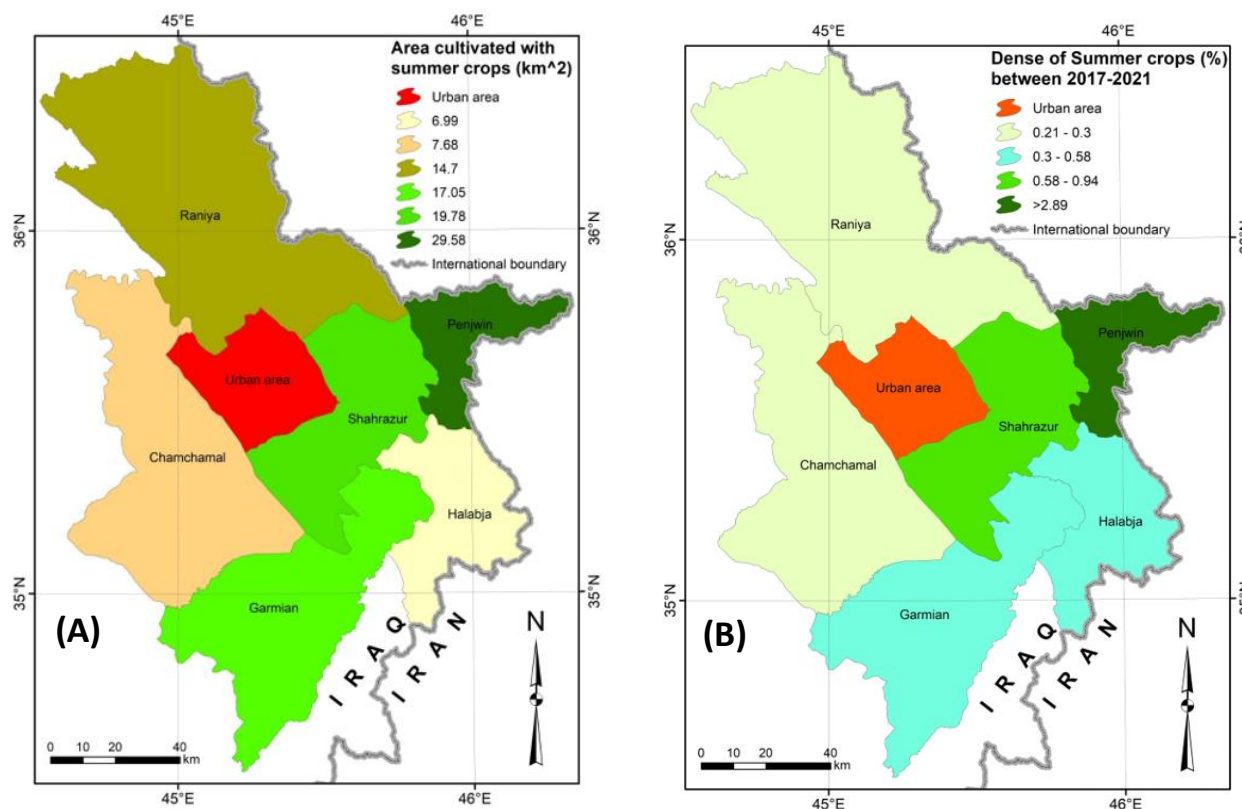 45°E
46°E
Area cultivated with
summer crops (km^2)
Urban area
6.99
7.68
14.7
17.05
19.78
29.58
International boundary
36°N
36°N
35°N
35°N
Raniya
Penjwin
Urban area
Shahrazur
Chamchamal
Halabja
Garmian
(A)
IRAQ
IRAN
N
0 10 20 40
km
45°E
46°E
45°E
46°E
Dense of Summer crops (%)
between 2017-2021
Urban area
0.21 - 0.3
0.3 - 0.58
0.58 - 0.94
>2.89
International boundary
36°N
35°N
Raniya
Penjwin
Urban area
Shahrazur
Chamchamal
Halabja
Garmian
(B)
IRAQ
IRAN
N
0 10 20 40
km
45°E
46°E